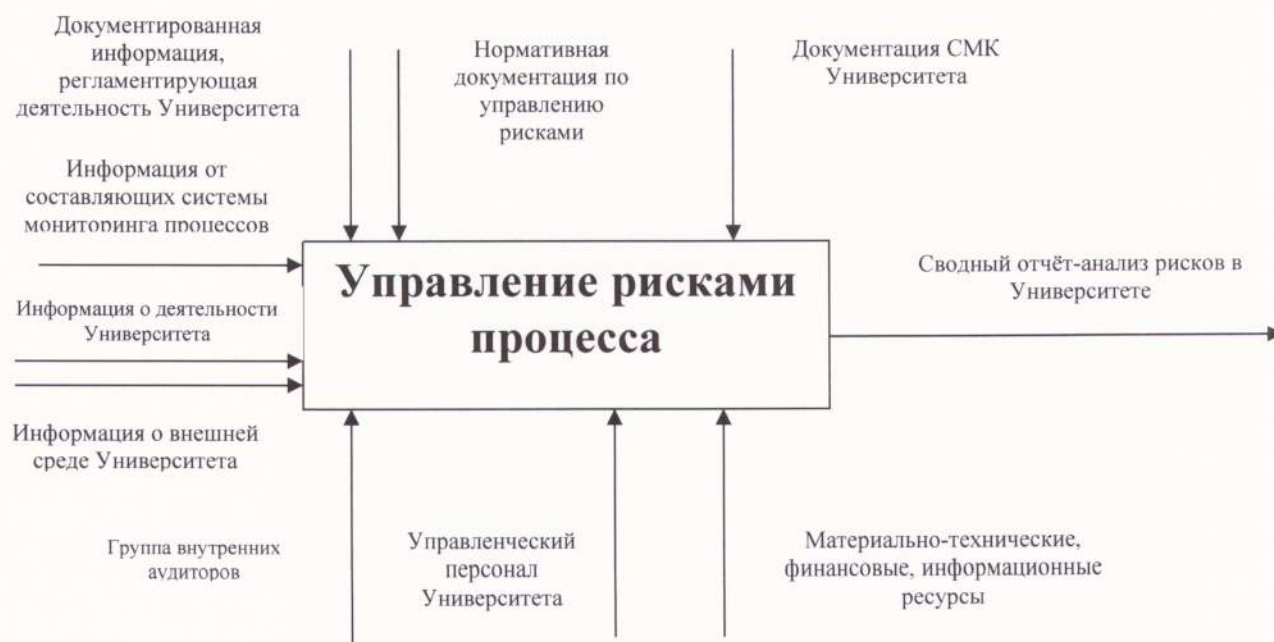 Документированная
информация,
регламентирующая
деятельность Университета
Нормативная
документация по
управлению
рисками
Документация СМК
Университета
Информация от
составляющих системы
мониторинга процессов
Управление рисками
процесса
Сводный отчёт-анализ рисков в
Университете
Информация о деятельности
Университета
Информация о внешней
среде Университета
Группа внутренних
аудиторов
Управленческий
персонал
Университета
Материально-технические,
финансовые, информационные
ресурсы